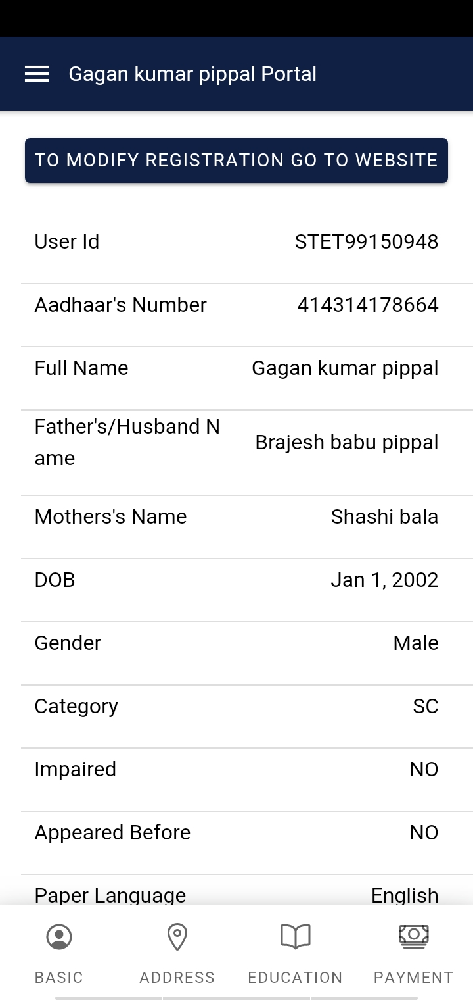 Gagan kumar pippal Portal
TO MODIFY REGISTRATION GO TO WEBSITE
User Id STET99150948
Aadhaar's Number 414314178664
Full Name Gagan kumar pippal
Father's/Husband N
ame Brajesh babu pippal
Mothers's Name Shashi bala
DOB Jan 1, 2002
Gender Male
Category SC
Impaired NO
Appeared Before NO
Paper Language English
BASIC ADDRESS EDUCATION PAYMENT